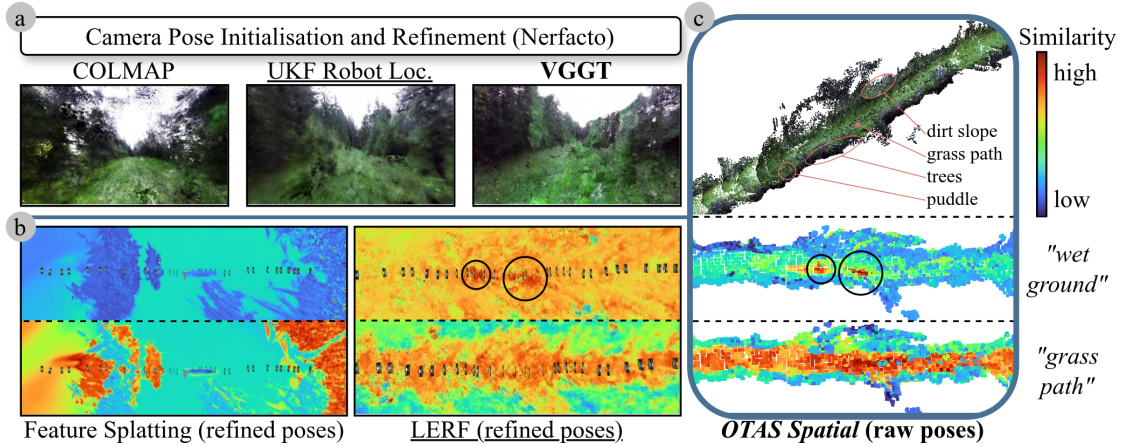 a
Camera Pose Initialisation and Refinement (Nerfacto)
COLMAP
UKF Robot Loc.
VGGT
b
Feature Splatting (refined poses)
LERF (refined poses)
c
dirt slope
grass path
trees
puddle
Similarity
high
low
"wet
ground"
"grass
path"
OTAS Spatial (raw poses)